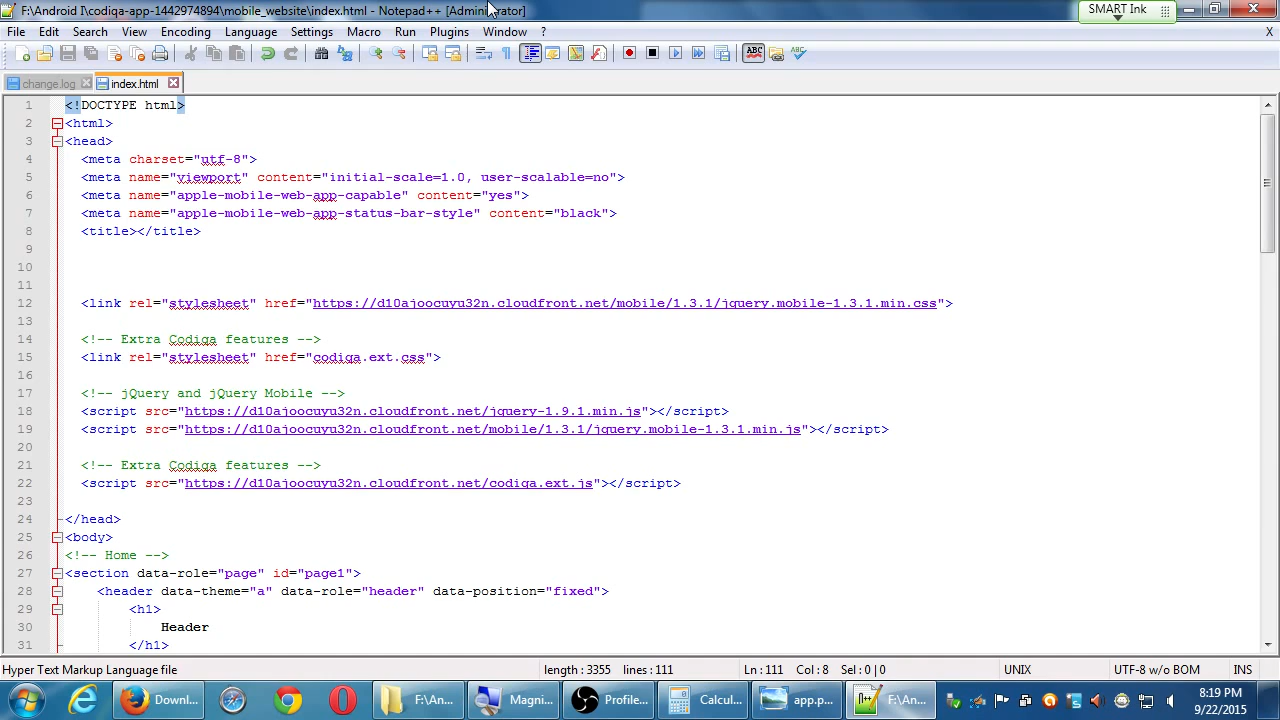 F:\Android I\codiqa-app-1442974894\mobile_website\index.html - Notepad++ [Administrator]
SMART Ink
File Edit Search View Encoding Language Settings Macro Run Plugins Window ? X
ABC ABC
change.log index.html
1 <!DOCTYPE html>
2 <html>
3 <head>
4 <meta charset="utf-8">
5 <meta name="viewport" content="initial-scale=1.0, user-scalable=no">
6 <meta name="apple-mobile-web-app-capable" content="yes">
7 <meta name="apple-mobile-web-app-status-bar-style" content="black">
8 <title></title>
9
10
11
12 <link rel="stylesheet" href="https://d10ajoocuyu32n.cloudfront.net/mobile/1.3.1/jquery.mobile-1.3.1.min.css">
13
14 <!-- Extra Codiqa features -->
15 <link rel="stylesheet" href="codiqa.ext.css">
16
17 <!-- jQuery and jQuery Mobile -->
18 <script src="https://d10ajoocuyu32n.cloudfront.net/jquery-1.9.1.min.js"></script>
19 <script src="https://d10ajoocuyu32n.cloudfront.net/mobile/1.3.1/jquery.mobile-1.3.1.min.js"></script>
20
21 <!-- Extra Codiqa features -->
22 <script src="https://d10ajoocuyu32n.cloudfront.net/codiqa.ext.js"></script>
23
24 </head>
25 <body>
26 <!-- Home -->
27 <section data-role="page" id="page1">
28 <header data-theme="a" data-role="header" data-position="fixed">
29 <h1>
30 Header
31 </h1>
Hyper Text Markup Language file length : 3355 lines : 111 Ln : 111 Col : 8 Sel : 0 | 0 UNIX UTF-8 w/o BOM INS
Downl... F:\An... Magni... Profile... Calcul... app.p... F:\An... 8:19 PM
9/22/2015